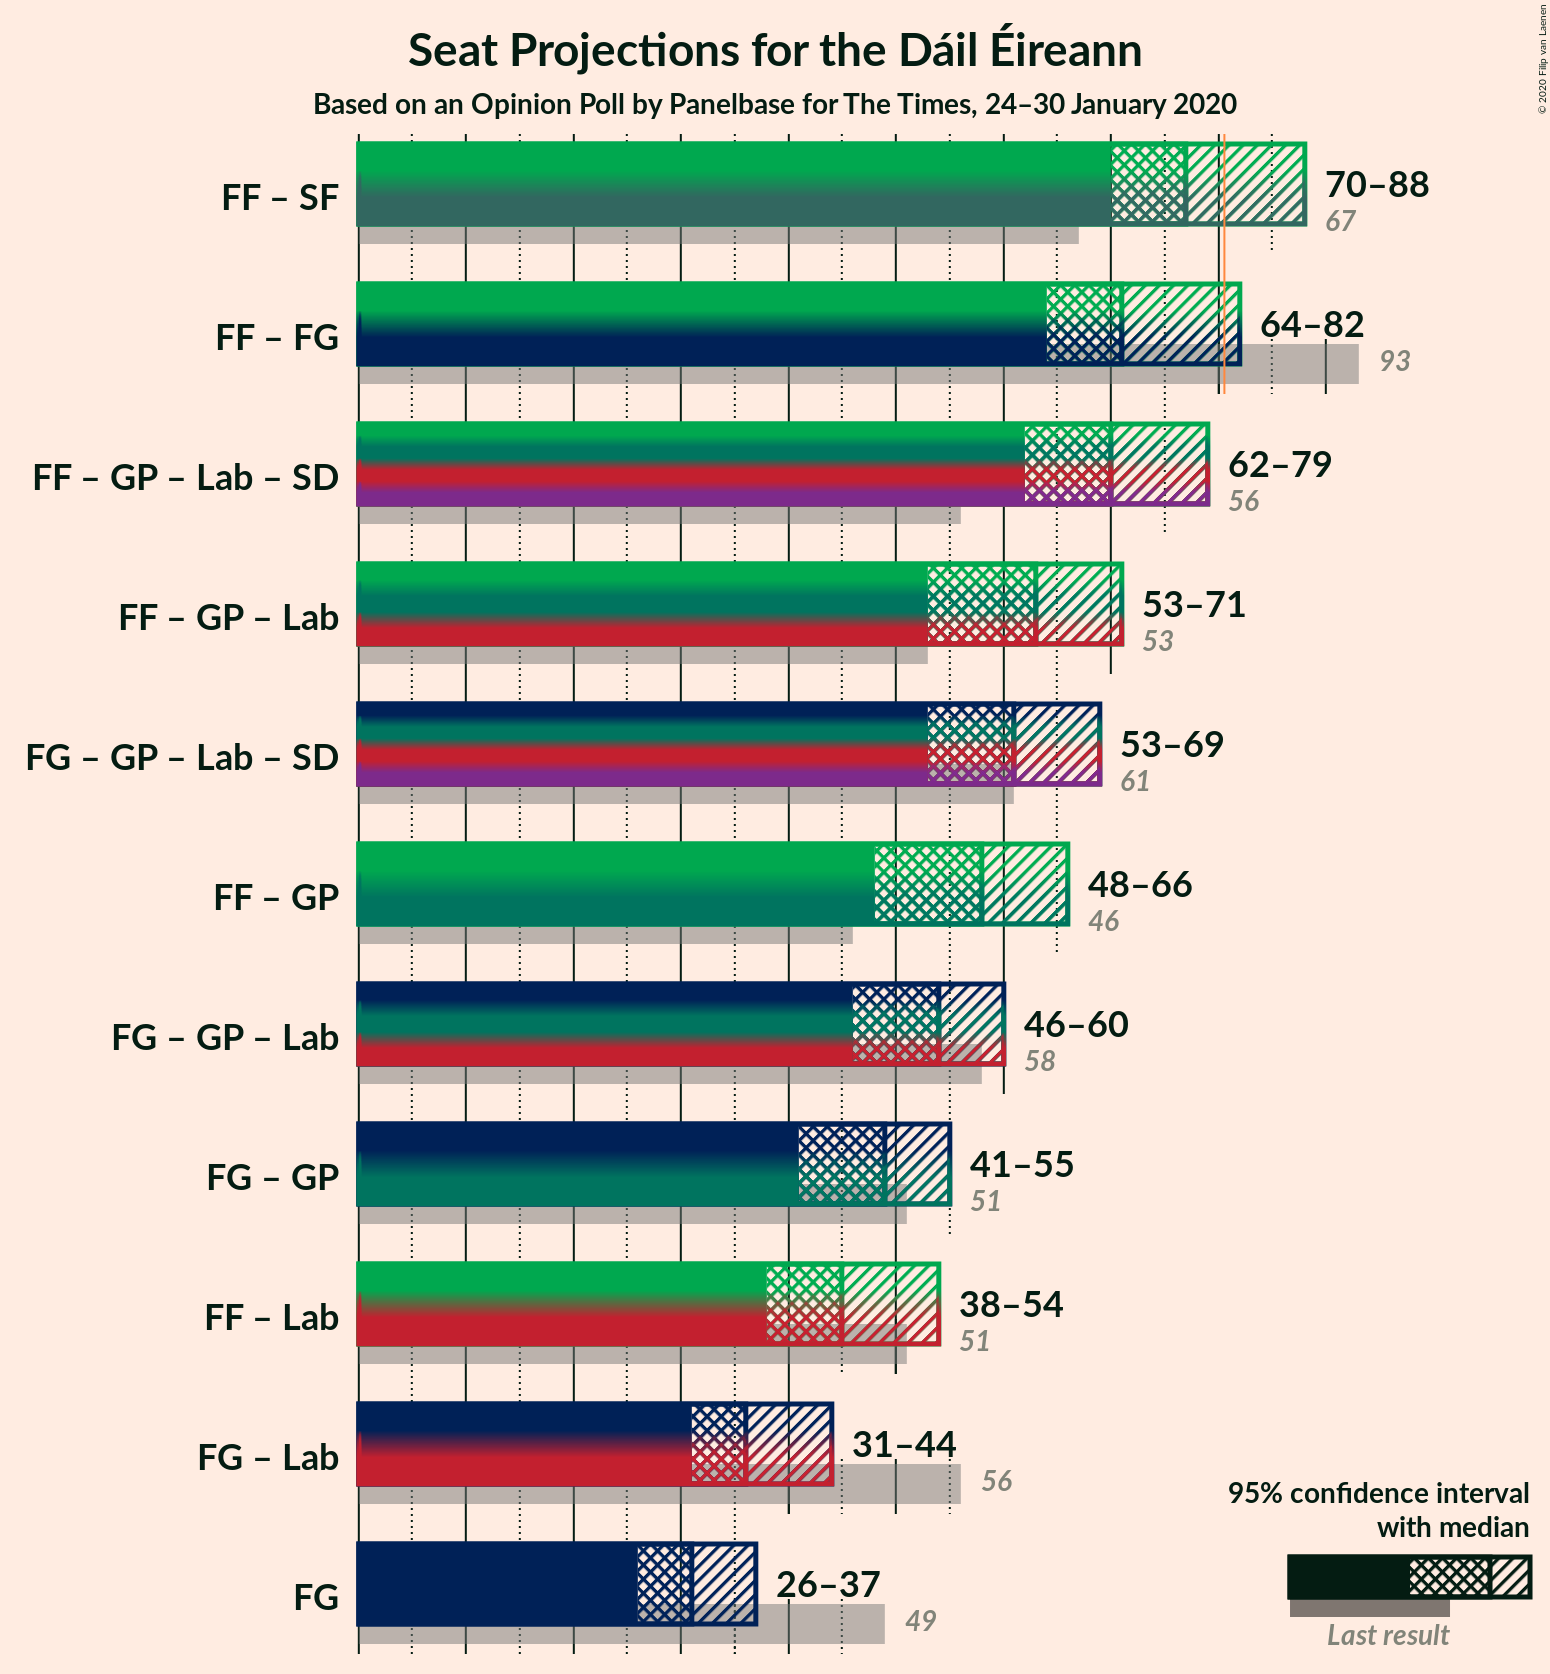 Seat Projections for the Dáil Éireann
Based on an Opinion Poll by Panelbase for The Times, 24–30 January 2020
© 2020 Filip van Laenen
FF – SF
70–88
67
FF – FG
64–82
93
FF – GP – Lab – SD
62–79
56
FF – GP – Lab
53–71
53
FG – GP – Lab – SD
53–69
61
FF – GP
48–66
46
FG – GP – Lab
46–60
58
FG – GP
41–55
51
FF – Lab
38–54
51
FG – Lab
31–44
56
FG
26–37
49
95% confidence interval
with median
Last result